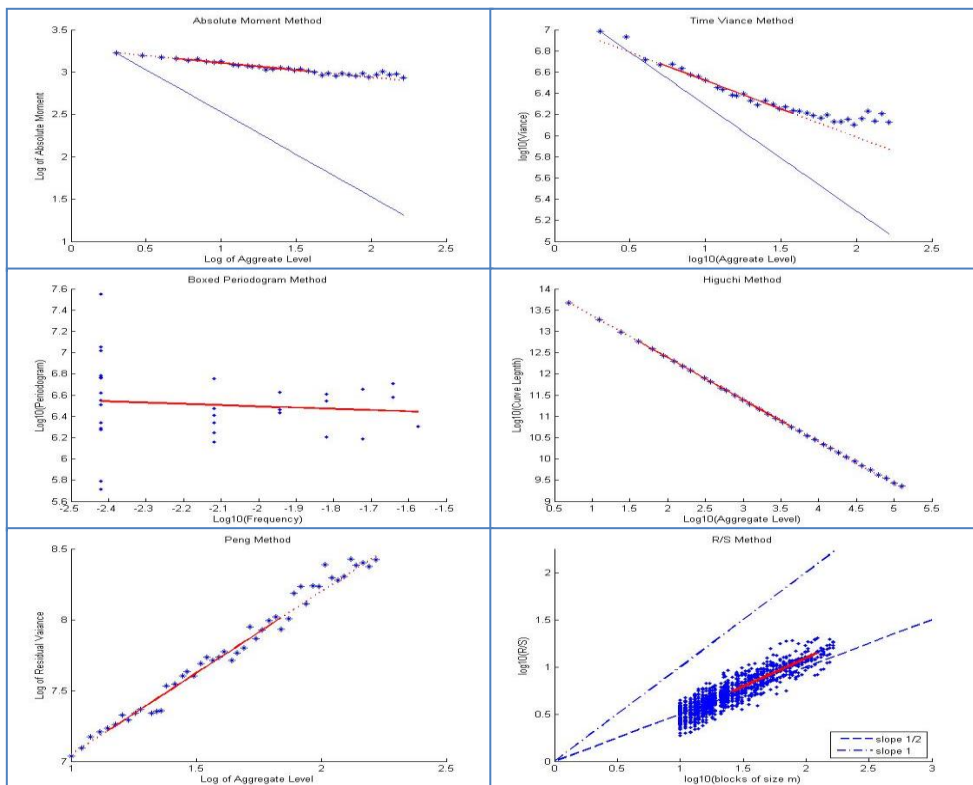 Absolute Moment Method
Log of Absolute Moment
3.5
3
2.5
2
1.5
1
0 0.5 1 1.5 2 2.5
Log of Aggreate Level
Time Viance Method
log10(Viance)
7
6.8
6.6
6.4
6.2
6
5.8
5.6
5.4
5.2
5
0 0.5 1 1.5 2 2.5
log10(Aggreate Level)
Boxed Periodogram Method
Log10(Periodogram)
7.6
7.4
7.2
7
6.8
6.6
6.4
6.2
6
5.8
5.6
-2.5 -2.4 -2.3 -2.2 -2.1 -2 -1.9 -1.8 -1.7 -1.6 -1.5
Log10(Frequency)
Higuchi Method
Log10(Curve Legnth)
14
13.5
13
12.5
12
11.5
11
10.5
10
9.5
9
0.5 1 1.5 2 2.5 3 3.5 4 4.5 5 5.5
Log10(Aggreate Level)
Peng Method
Log of Residual Vaiance
8.5
8
7.5
7
1 1.5 2 2.5
Log of Aggreate Level
R/S Method
log10(R/S)
2
1.5
1
0.5
0
0 0.5 1 1.5 2 2.5 3
log10(blocks of size m)
slope 1/2
slope 1